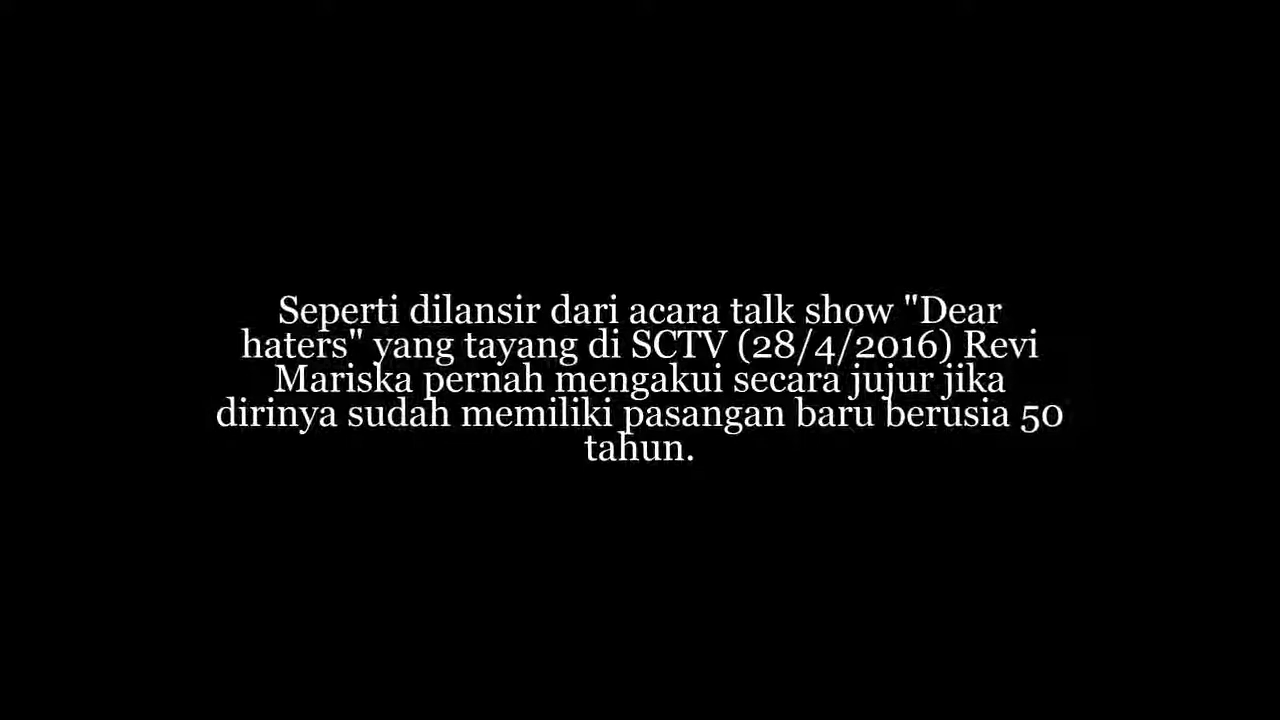 Seperti dilansir dari acara talk show "Dear
haters" yang tayang di SCTV (28/4/2016) Revi
Mariska pernah mengakui secara jujur jika
dirinya sudah memiliki pasangan baru berusia 50
tahun.